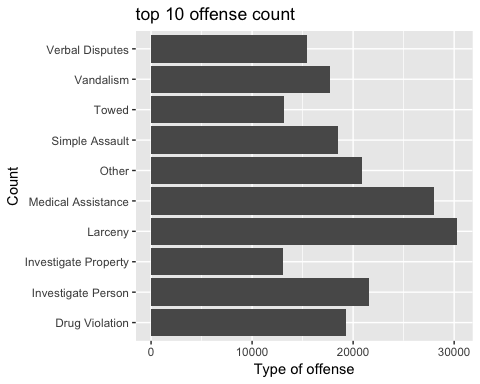 top 10 offense count
Verbal Disputes
Vandalism
Towed
Simple Assault
Other
Medical Assistance
Larceny
Investigate Property
Investigate Person
Drug Violation
Count
0 10000 20000 30000
Type of offense